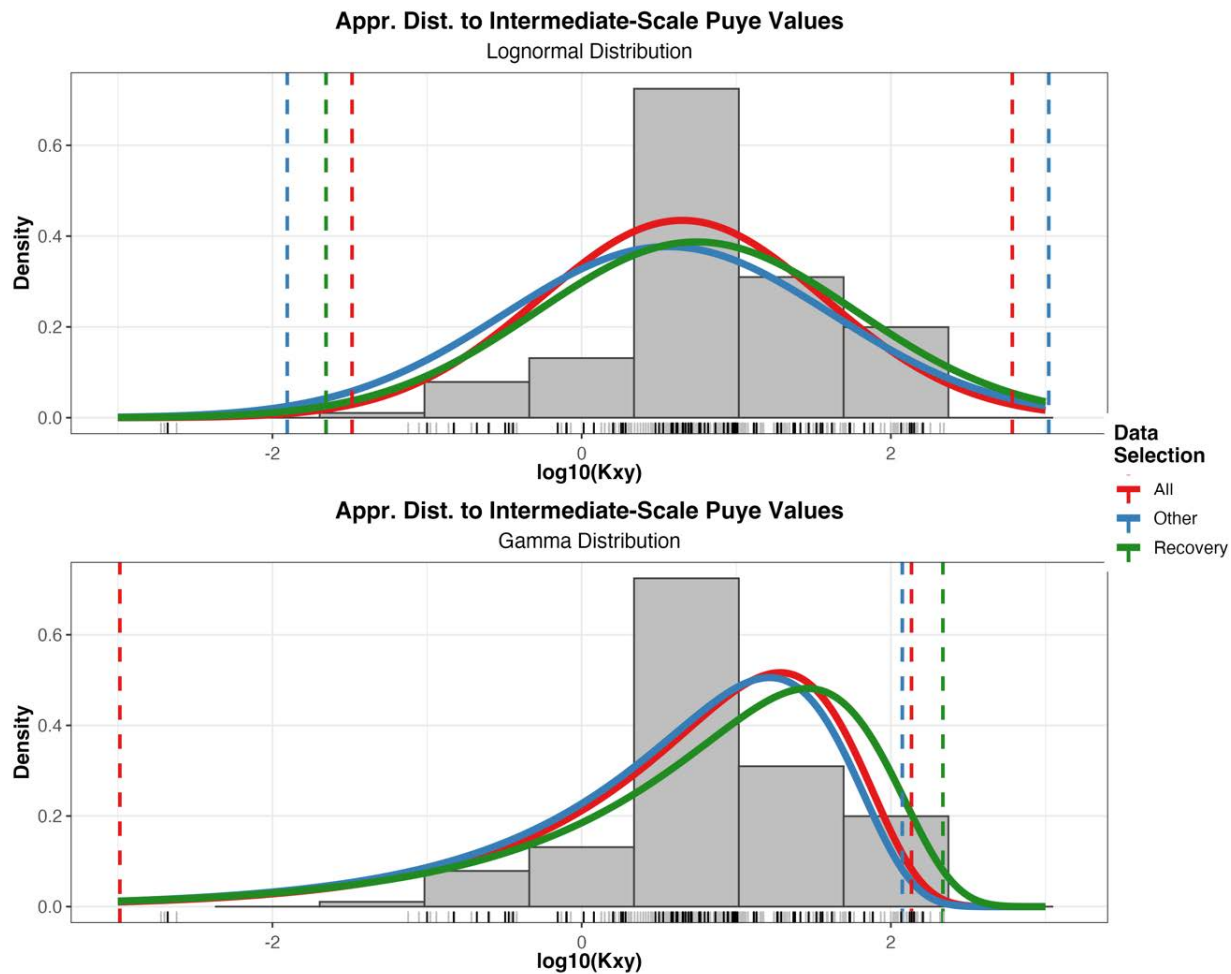 Appr. Dist. to Intermediate-Scale Puye Values
Lognormal Distribution
Density
0.6
0.4
0.2
0.0
-2
0
2
log10(Kxy)
Data
Selection
All
Other
Recovery
Appr. Dist. to Intermediate-Scale Puye Values
Gamma Distribution
Density
0.6
0.4
0.2
0.0
-2
0
2
log10(Kxy)